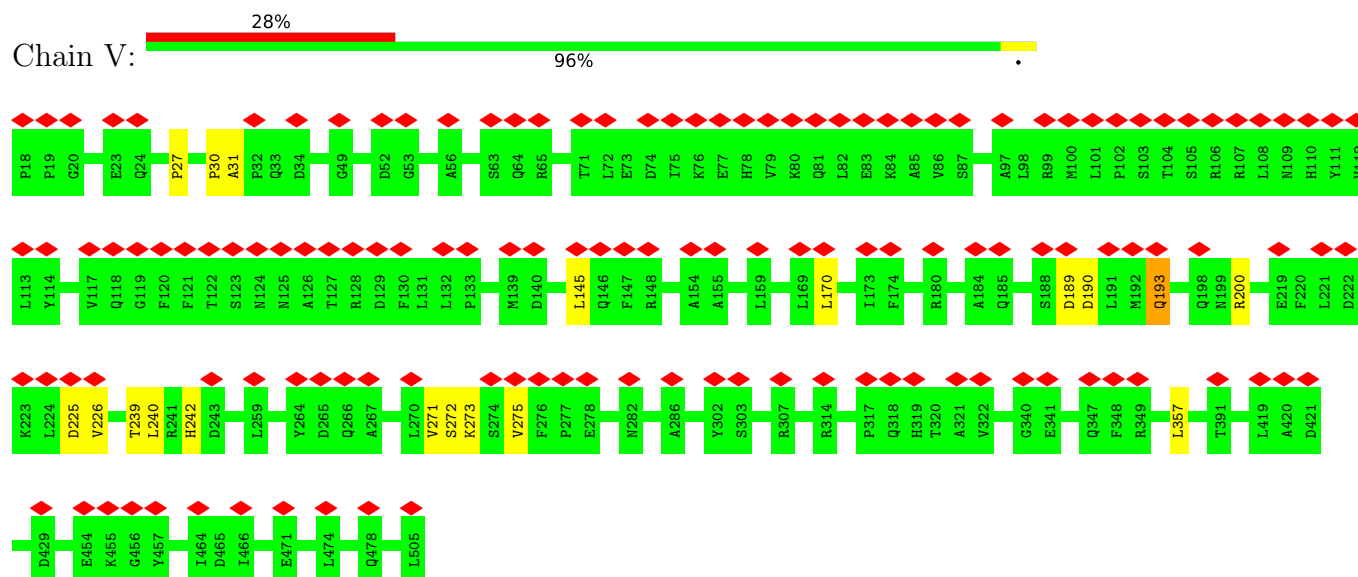 28%
Chain V:
96%
P18 P19 G20 E23 Q24 P27 P30 A31 P32 Q33 D34 G49 D52 G53 A56 S63 Q64 R65 T71 L72 E73 D74 I75 K76 E77 H78 V79 K80 Q81 L82 E83 K84 A85 V86 S87 A97 L98 R99 M100 L101 P102 S103 T104 S105 R106 R107 L108 N109 H110 Y111
L113 Y114 V117 Q118 G119 F120 F121 T122 S123 N124 N125 A126 T127 R128 D129 F130 L131 L132 P133 M139 D140 L145 Q146 F147 R148 A154 A155 L159 L169 L170 I173 F174 R180 A184 Q185 S188 D189 D190 L191 M192 Q193 Q198 N199 R200 E219 F220 L221 D222
K223 L224 D225 V226 T239 L240 R241 H242 D243 L259 Y264 D265 Q266 A267 L270 V271 S272 K273 S274 V275 F276 P277 E278 N282 A286 Y302 S303 R307 R314 P317 Q318 H319 T320 A321 V322 G340 E341 Q347 F348 R349 L357 T391 L419 A420 D421
D429 E454 K455 G456 Y457 I464 D465 I466 E471 L474 Q478 L505